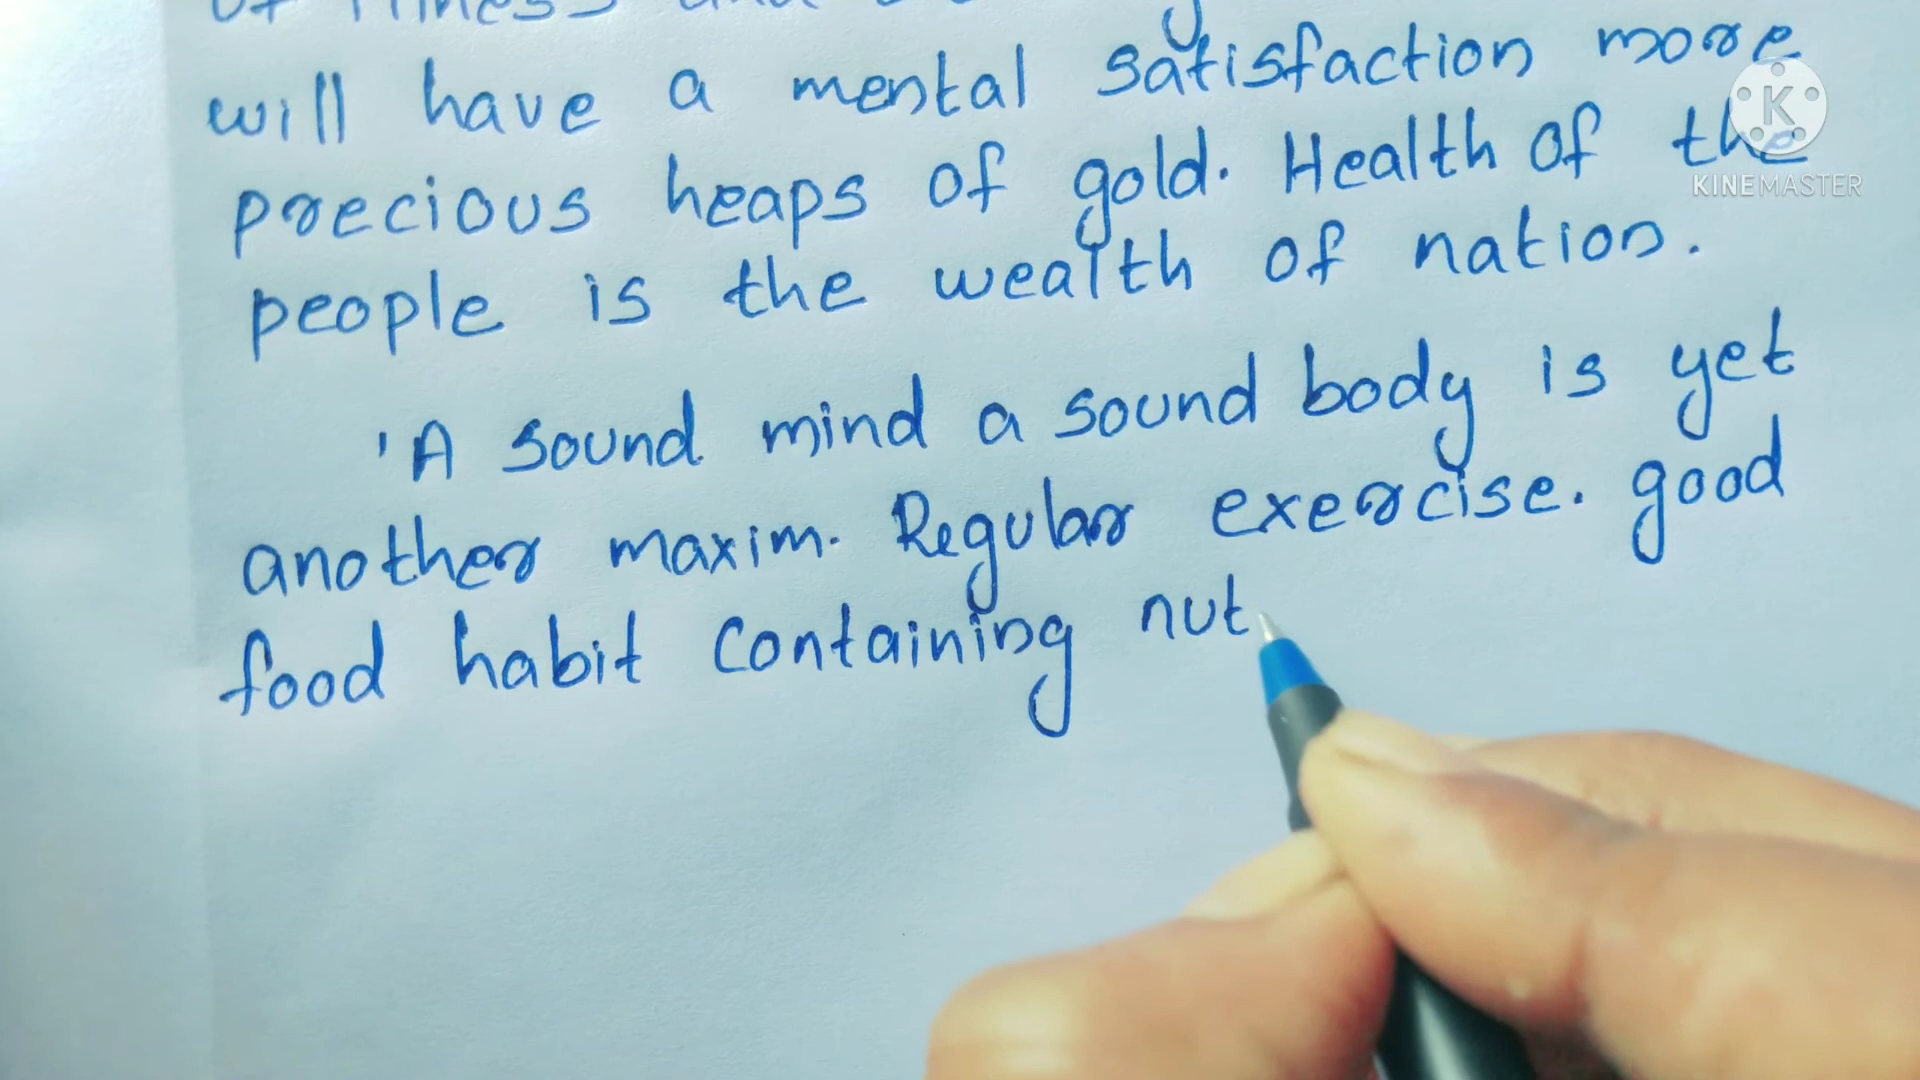 will have a mental satisfaction more
precious heaps of gold. Health of the
people is the wealth of nation.
'A sound mind a sound body is yet
another maxim. Regular exercise. good
food habit containing nut
KINEMASTER